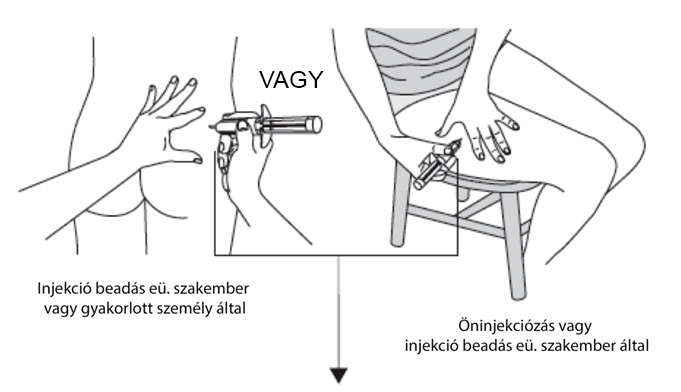 VAGY
Injekció beadás eü. szakember
vagy gyakorlott személy által
Öninjekciózás vagy
injekció beadás eü. szakember által